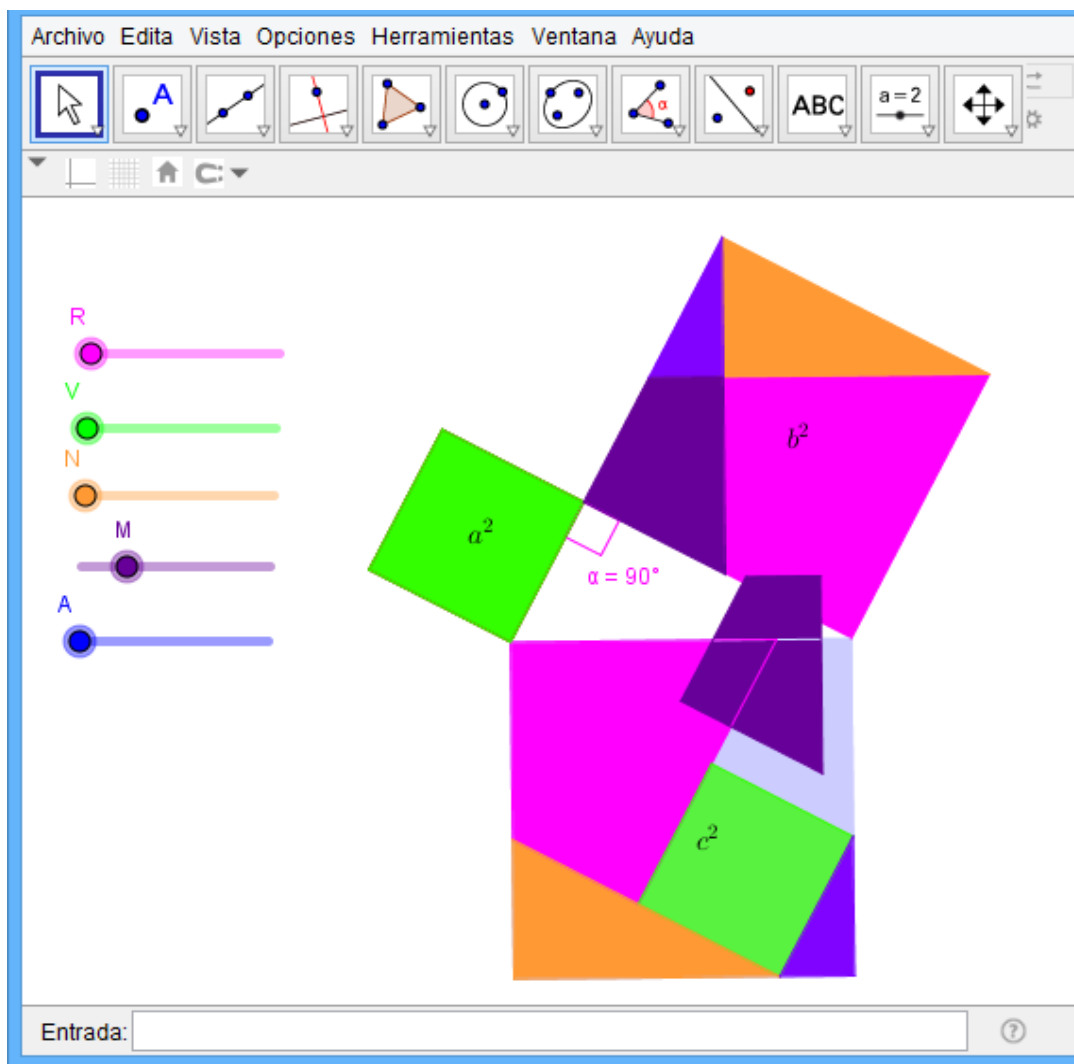 Archivo Edita Vista Opciones Herramientas Ventana Ayuda
A α ABC a=2
R
V
N
M
A
b²
a²
α = 90°
c²
Entrada:
?